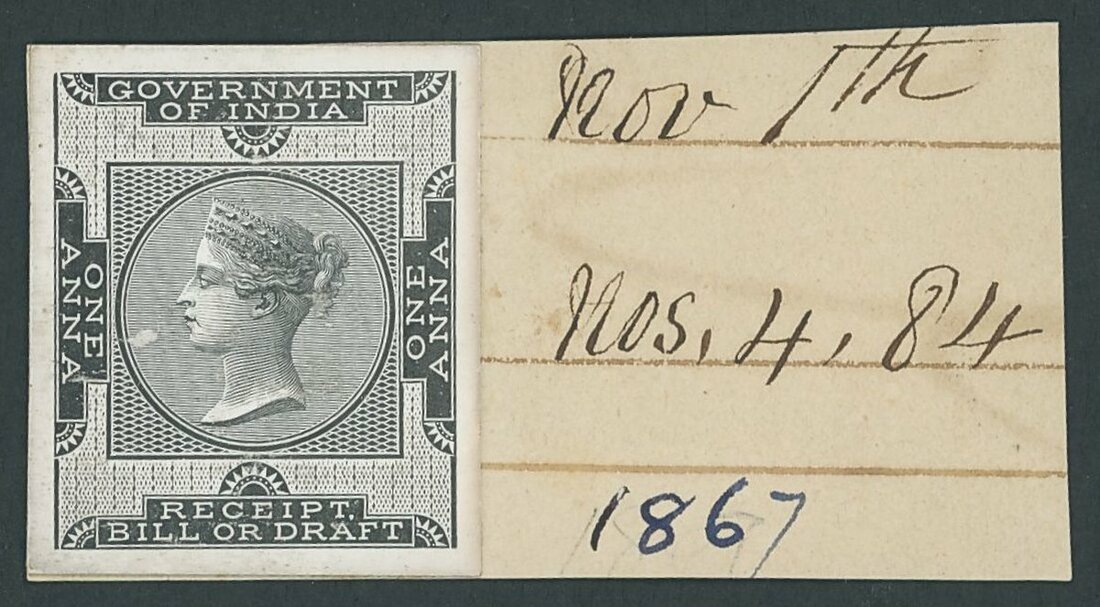 GOVERNMENT
OF INDIA
ONE
ANNA
ONE
ANNA
RECEIPT,
BILL OR DRAFT
Nov 7th
Nos, 4, 84
1867